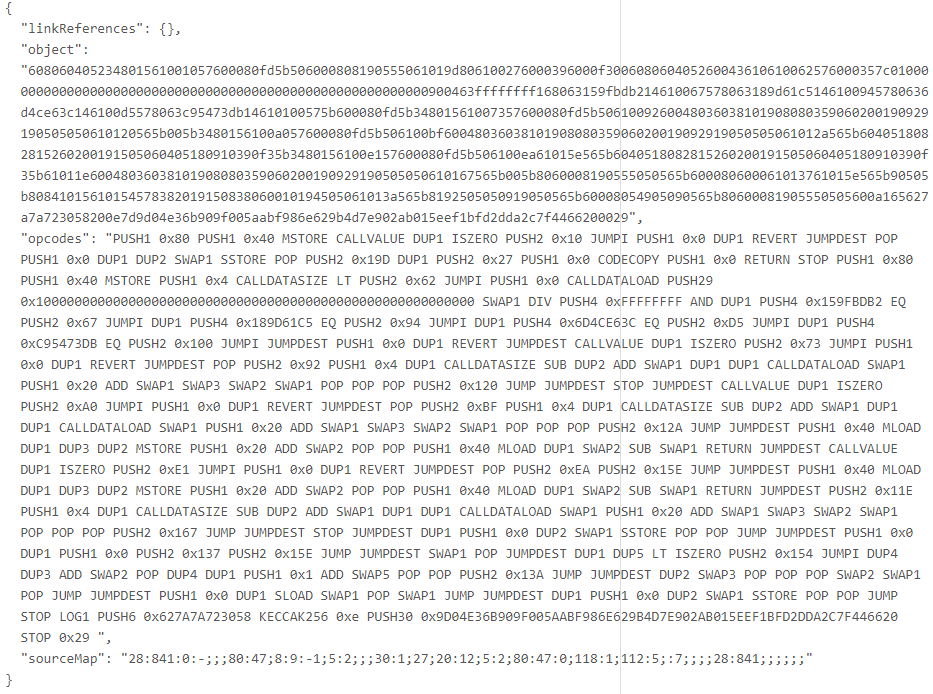 {
"linkReferences": {},
"object":
"608060405234801561001057600080fd5b506000808190555061019d806100276000396000f300608060405260043610610062576000357c01000
00000000000000000000000000000000000000000000000000000900463ffffffff168063159fbdb214610067578063189d61c5146100945780636
d4ce63c146100d5578063c95473db14610100575b600080fd5b34801561007357600080fd5b5061009260048036038101908080359060200190929
190505050610120565b005b3480156100a057600080fd5b506100bf6004803603810190808035906020019092919050505061012a565b604051808
2815260200191505060405180910390f35b3480156100e157600080fd5b506100ea61015e565b6040518082815260200191505060405180910390f
35b61011e60048036038101908080359060200190929190505050610167565b005b8060008190555050565b600080600061013761015e565b90505
b80841015610154578382019150838060010194505061013a565b8192505050919050565b60008054905090565b80600081905550505600a165627
a7a723058200e7d9d04e36b909f005aabf986e629b4d7e902ab015eef1bfd2dda2c7f4466200029",
"opcodes": "PUSH1 0x80 PUSH1 0x40 MSTORE CALLVALUE DUP1 ISZERO PUSH2 0x10 JUMPI PUSH1 0x0 DUP1 REVERT JUMPDEST POP
PUSH1 0x0 DUP1 DUP2 SWAP1 SSTORE POP PUSH2 0x19D DUP1 PUSH2 0x27 PUSH1 0x0 CODECOPY PUSH1 0x0 RETURN STOP PUSH1 0x80
PUSH1 0x40 MSTORE PUSH1 0x4 CALLDATASIZE LT PUSH2 0x62 JUMPI PUSH1 0x0 CALLDATALOAD PUSH29
0x100000000000000000000000000000000000000000000000000000000 SWAP1 DIV PUSH4 0xFFFFFFFF AND DUP1 PUSH4 0x159FBDB2 EQ
PUSH2 0x67 JUMPI DUP1 PUSH4 0x189D61C5 EQ PUSH2 0x94 JUMPI DUP1 PUSH4 0x6D4CE63C EQ PUSH2 0xD5 JUMPI DUP1 PUSH4
0xC95473DB EQ PUSH2 0x100 JUMPI JUMPDEST PUSH1 0x0 DUP1 REVERT JUMPDEST CALLVALUE DUP1 ISZERO PUSH2 0x73 JUMPI PUSH1
0x0 DUP1 REVERT JUMPDEST POP PUSH2 0x92 PUSH1 0x4 DUP1 CALLDATASIZE SUB DUP2 ADD SWAP1 DUP1 DUP1 CALLDATALOAD SWAP1
PUSH1 0x20 ADD SWAP1 SWAP3 SWAP2 SWAP1 POP POP POP PUSH2 0x120 JUMP JUMPDEST STOP JUMPDEST CALLVALUE DUP1 ISZERO
PUSH2 0xA0 JUMPI PUSH1 0x0 DUP1 REVERT JUMPDEST POP PUSH2 0xBF PUSH1 0x4 DUP1 CALLDATASIZE SUB DUP2 ADD SWAP1 DUP1
DUP1 CALLDATALOAD SWAP1 PUSH1 0x20 ADD SWAP1 SWAP3 SWAP2 SWAP1 POP POP POP PUSH2 0x12A JUMP JUMPDEST PUSH1 0x40 MLOAD
DUP1 DUP3 DUP2 MSTORE PUSH1 0x20 ADD SWAP2 POP POP PUSH1 0x40 MLOAD DUP1 SWAP2 SUB SWAP1 RETURN JUMPDEST CALLVALUE
DUP1 ISZERO PUSH2 0xE1 JUMPI PUSH1 0x0 DUP1 REVERT JUMPDEST POP PUSH2 0xEA PUSH2 0x15E JUMP JUMPDEST PUSH1 0x40 MLOAD
DUP1 DUP3 DUP2 MSTORE PUSH1 0x20 ADD SWAP2 POP POP PUSH1 0x40 MLOAD DUP1 SWAP2 SUB SWAP1 RETURN JUMPDEST PUSH2 0x11E
PUSH1 0x4 DUP1 CALLDATASIZE SUB DUP2 ADD SWAP1 DUP1 DUP1 CALLDATALOAD SWAP1 PUSH1 0x20 ADD SWAP1 SWAP3 SWAP2 SWAP1
POP POP POP PUSH2 0x167 JUMP JUMPDEST STOP JUMPDEST DUP1 PUSH1 0x0 DUP2 SWAP1 SSTORE POP POP JUMP JUMPDEST PUSH1 0x0
DUP1 PUSH1 0x0 PUSH2 0x137 PUSH2 0x15E JUMP JUMPDEST SWAP1 POP JUMPDEST DUP1 DUP5 LT ISZERO PUSH2 0x154 JUMPI DUP4
DUP3 ADD SWAP2 POP DUP4 DUP1 PUSH1 0x1 ADD SWAP5 POP POP PUSH2 0x13A JUMP JUMPDEST DUP2 SWAP3 POP POP POP SWAP2 SWAP1
POP JUMP JUMPDEST PUSH1 0x0 DUP1 SLOAD SWAP1 POP SWAP1 JUMP JUMPDEST DUP1 PUSH1 0x0 DUP2 SWAP1 SSTORE POP POP JUMP
STOP LOG1 PUSH6 0x627A7A723058 KECCAK256 0xe PUSH30 0x9D04E36B909F005AABF986E629B4D7E902AB015EEF1BFD2DDA2C7F446620
STOP 0x29 ",
"sourceMap": "28:841:0:-;;;80:47;8:9:-1;5:2;;;30:1;27;20:12;5:2;80:47:0;118:1;112:5;:7;;;;28:841;;;;;;"
}